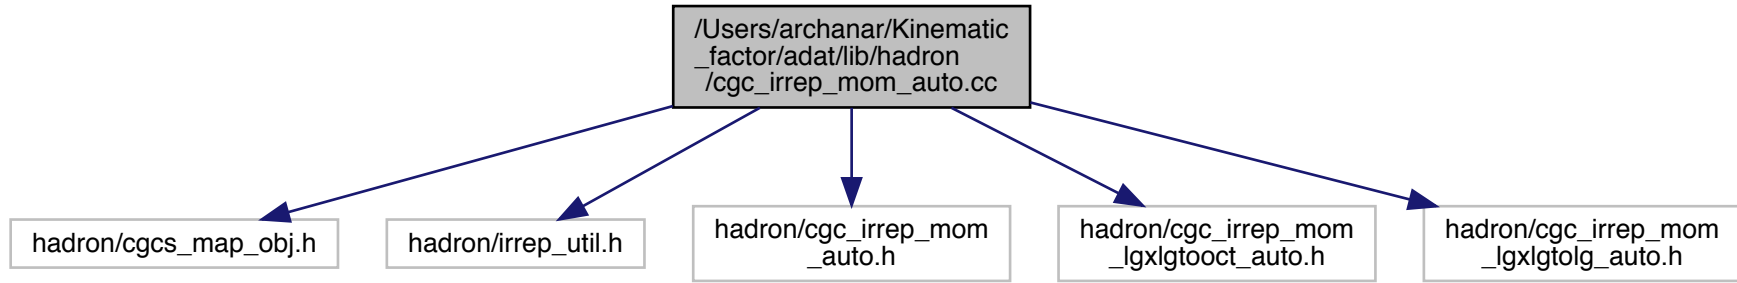 /Users/archanar/Kinematic
_factor/adat/lib/hadron
/cgc_irrep_mom_auto.cc
hadron/cgcs_map_obj.h
hadron/irrep_util.h
hadron/cgc_irrep_mom
_auto.h
hadron/cgc_irrep_mom
_lgxlgtooct_auto.h
hadron/cgc_irrep_mom
_lgxlgtolg_auto.h